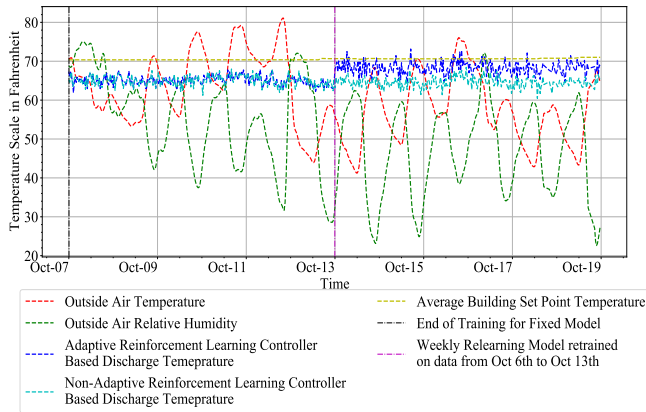 80
70
60
50
40
30
20
Temperature Scale in Fahrenheit
Oct-07 Oct-09 Oct-11 Oct-13 Oct-15 Oct-17 Oct-19
Time
Outside Air Temperature
Outside Air Relative Humidity
Adaptive Reinforcement Learning Controller
Based Discharge Temeprature
Non-Adaptive Reinforcement Learning Controller
Based Discharge Temeprature
Average Building Set Point Temperature
End of Training for Fixed Model
Weekly Relearning Model retrained
on data from Oct 6th to Oct 13th